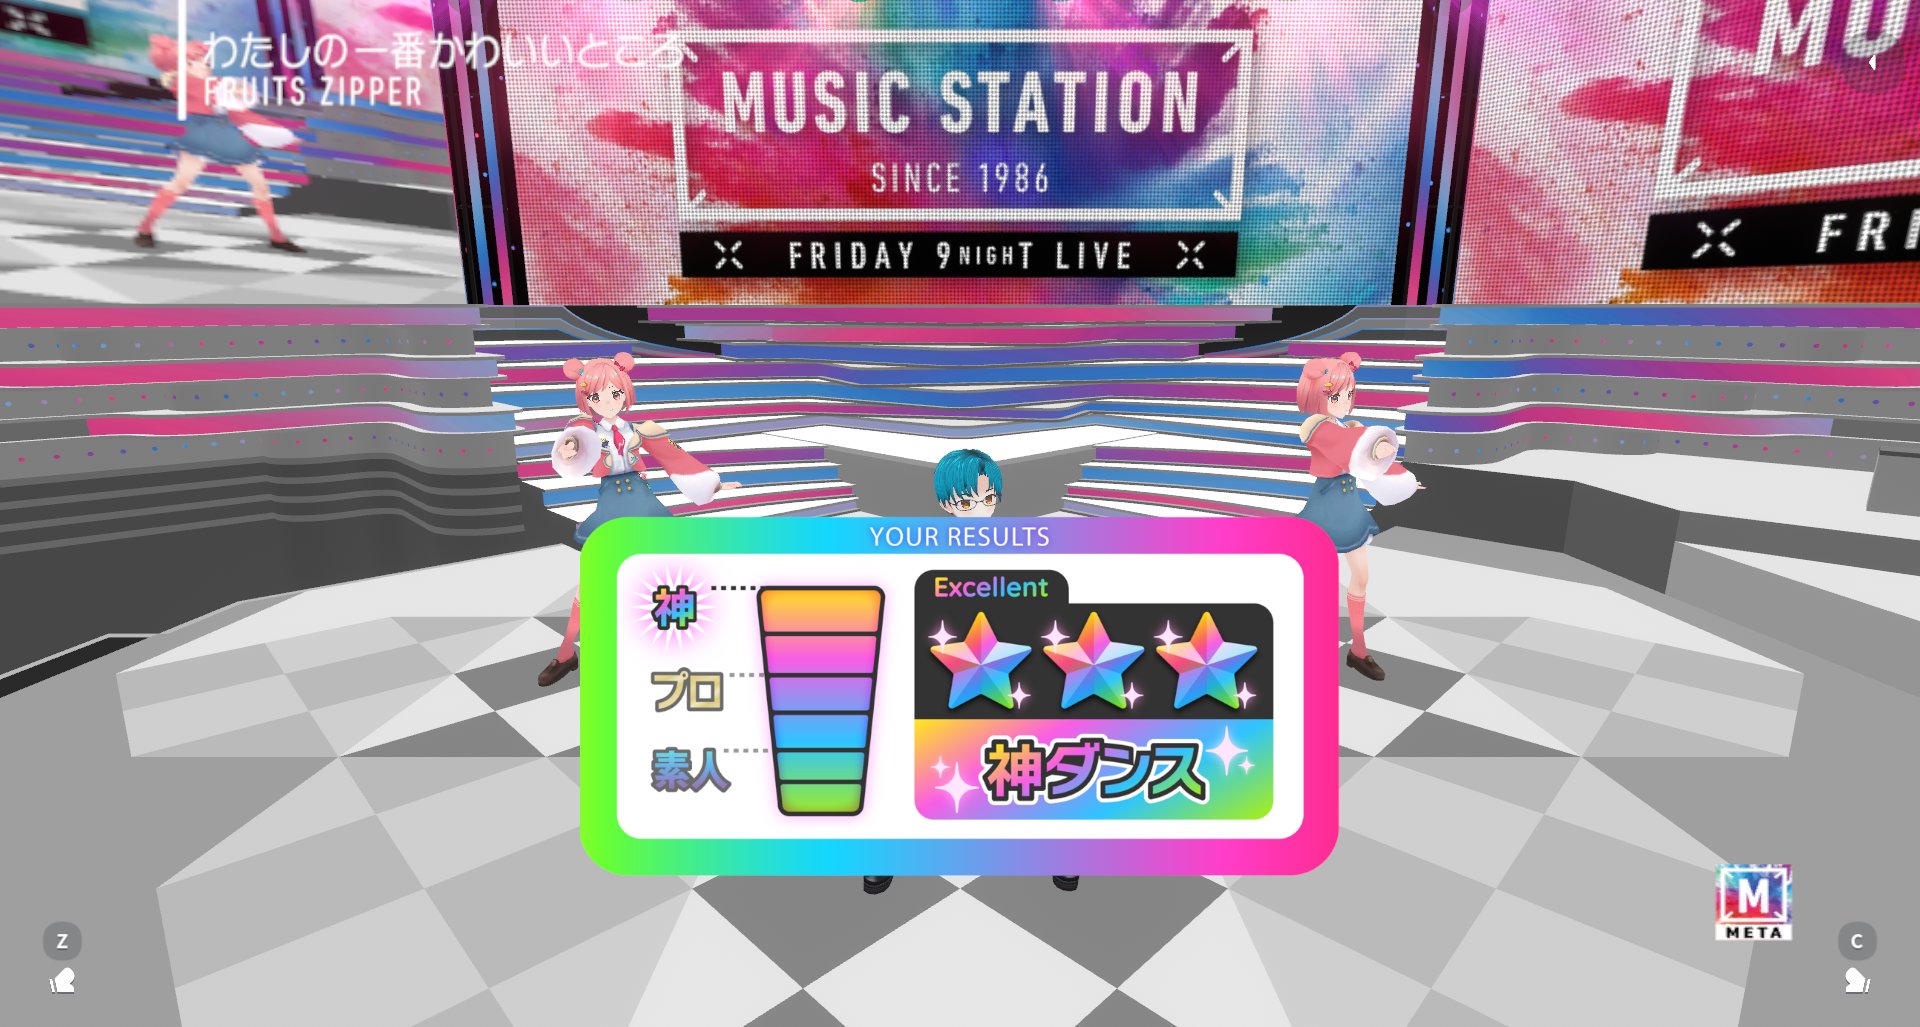 わたしの一番かわいいところ
FRUITS ZIPPER
MUSIC STATION
SINCE 1986
FRIDAY 9NIGHT LIVE
MU
FRI
YOUR RESULTS
神
プロ
素人
Excellent
神ダンス
M
META
Z
C